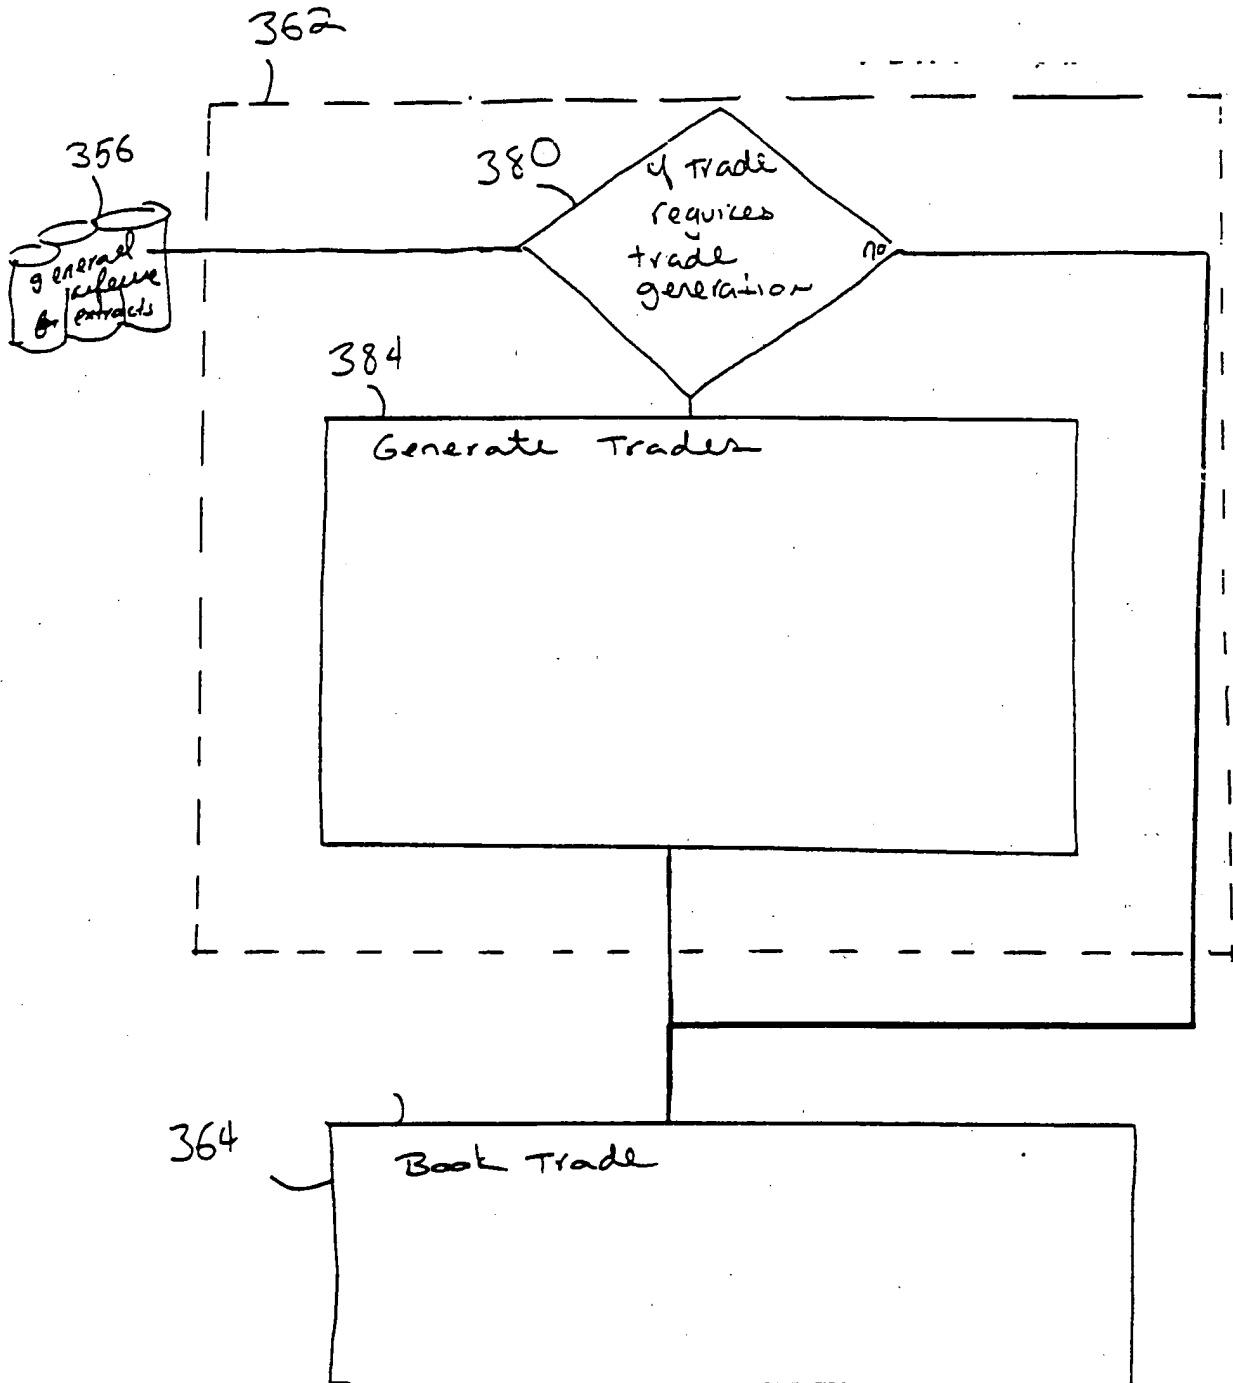 362
356
380
if Trade
requires
trade
generation
no
general
extracts
384
Generate Trades
364
Book Trade